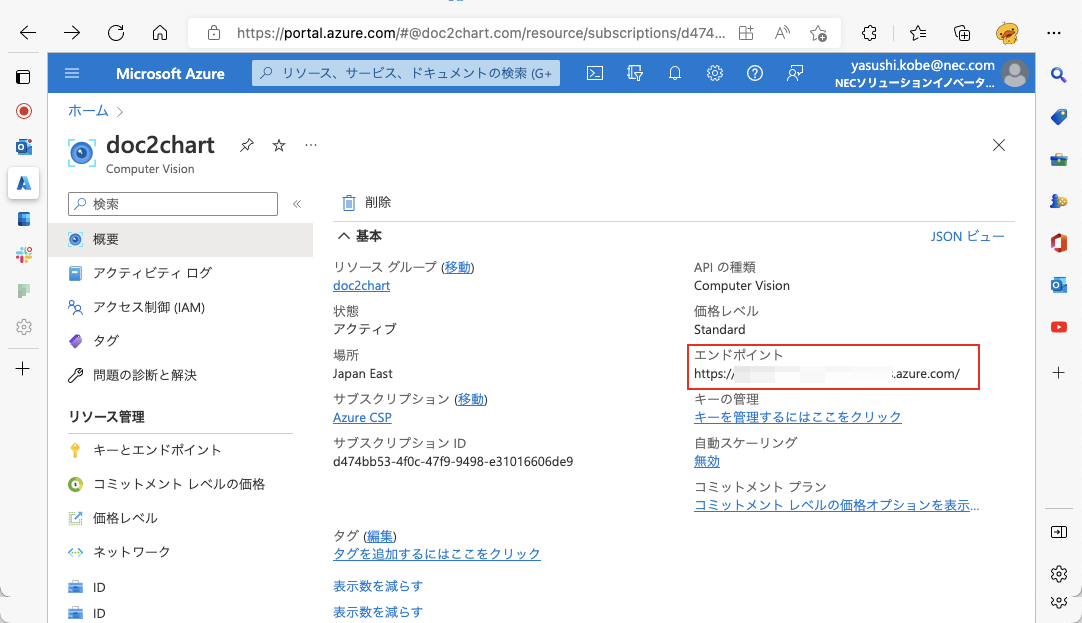 https://portal.azure.com/#@doc2chart.com/resource/subscriptions/d474...
Microsoft Azure
リソース、サービス、ドキュメントの検索 (G+
yasushi.kobe@nec.com
NECソリューションイノベータ...
ホーム
doc2chart
Computer Vision
検索
概要
アクティビティ ログ
アクセス制御 (IAM)
タグ
問題の診断と解決
リソース管理
キーとエンドポイント
コミットメント レベルの価格
価格レベル
ネットワーク
ID
ID
削除
基本
JSON ビュー
リソース グループ (移動)
doc2chart
状態
アクティブ
場所
Japan East
サブスクリプション (移動)
Azure CSP
サブスクリプション ID
d474bb53-4f0c-47f9-9498-e31016606de9
API の種類
Computer Vision
価格レベル
Standard
エンドポイント
https:// .azure.com/
キーの管理
キーを管理するにはここをクリック
自動スケーリング
無効
コミットメント プラン
コミットメント レベルの価格オプションを表示...
タグ (編集)
タグを追加するにはここをクリック
表示数を減らす
表示数を減らす